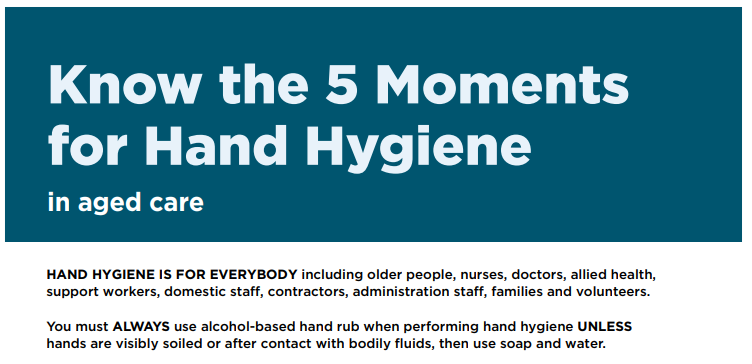 Know the 5 Moments
for Hand Hygiene
in aged care
HAND HYGIENE IS FOR EVERYBODY including older people, nurses, doctors, allied health,
support workers, domestic staff, contractors, administration staff, families and volunteers.
You must ALWAYS use alcohol-based hand rub when performing hand hygiene UNLESS
hands are visibly soiled or after contact with bodily fluids, then use soap and water.